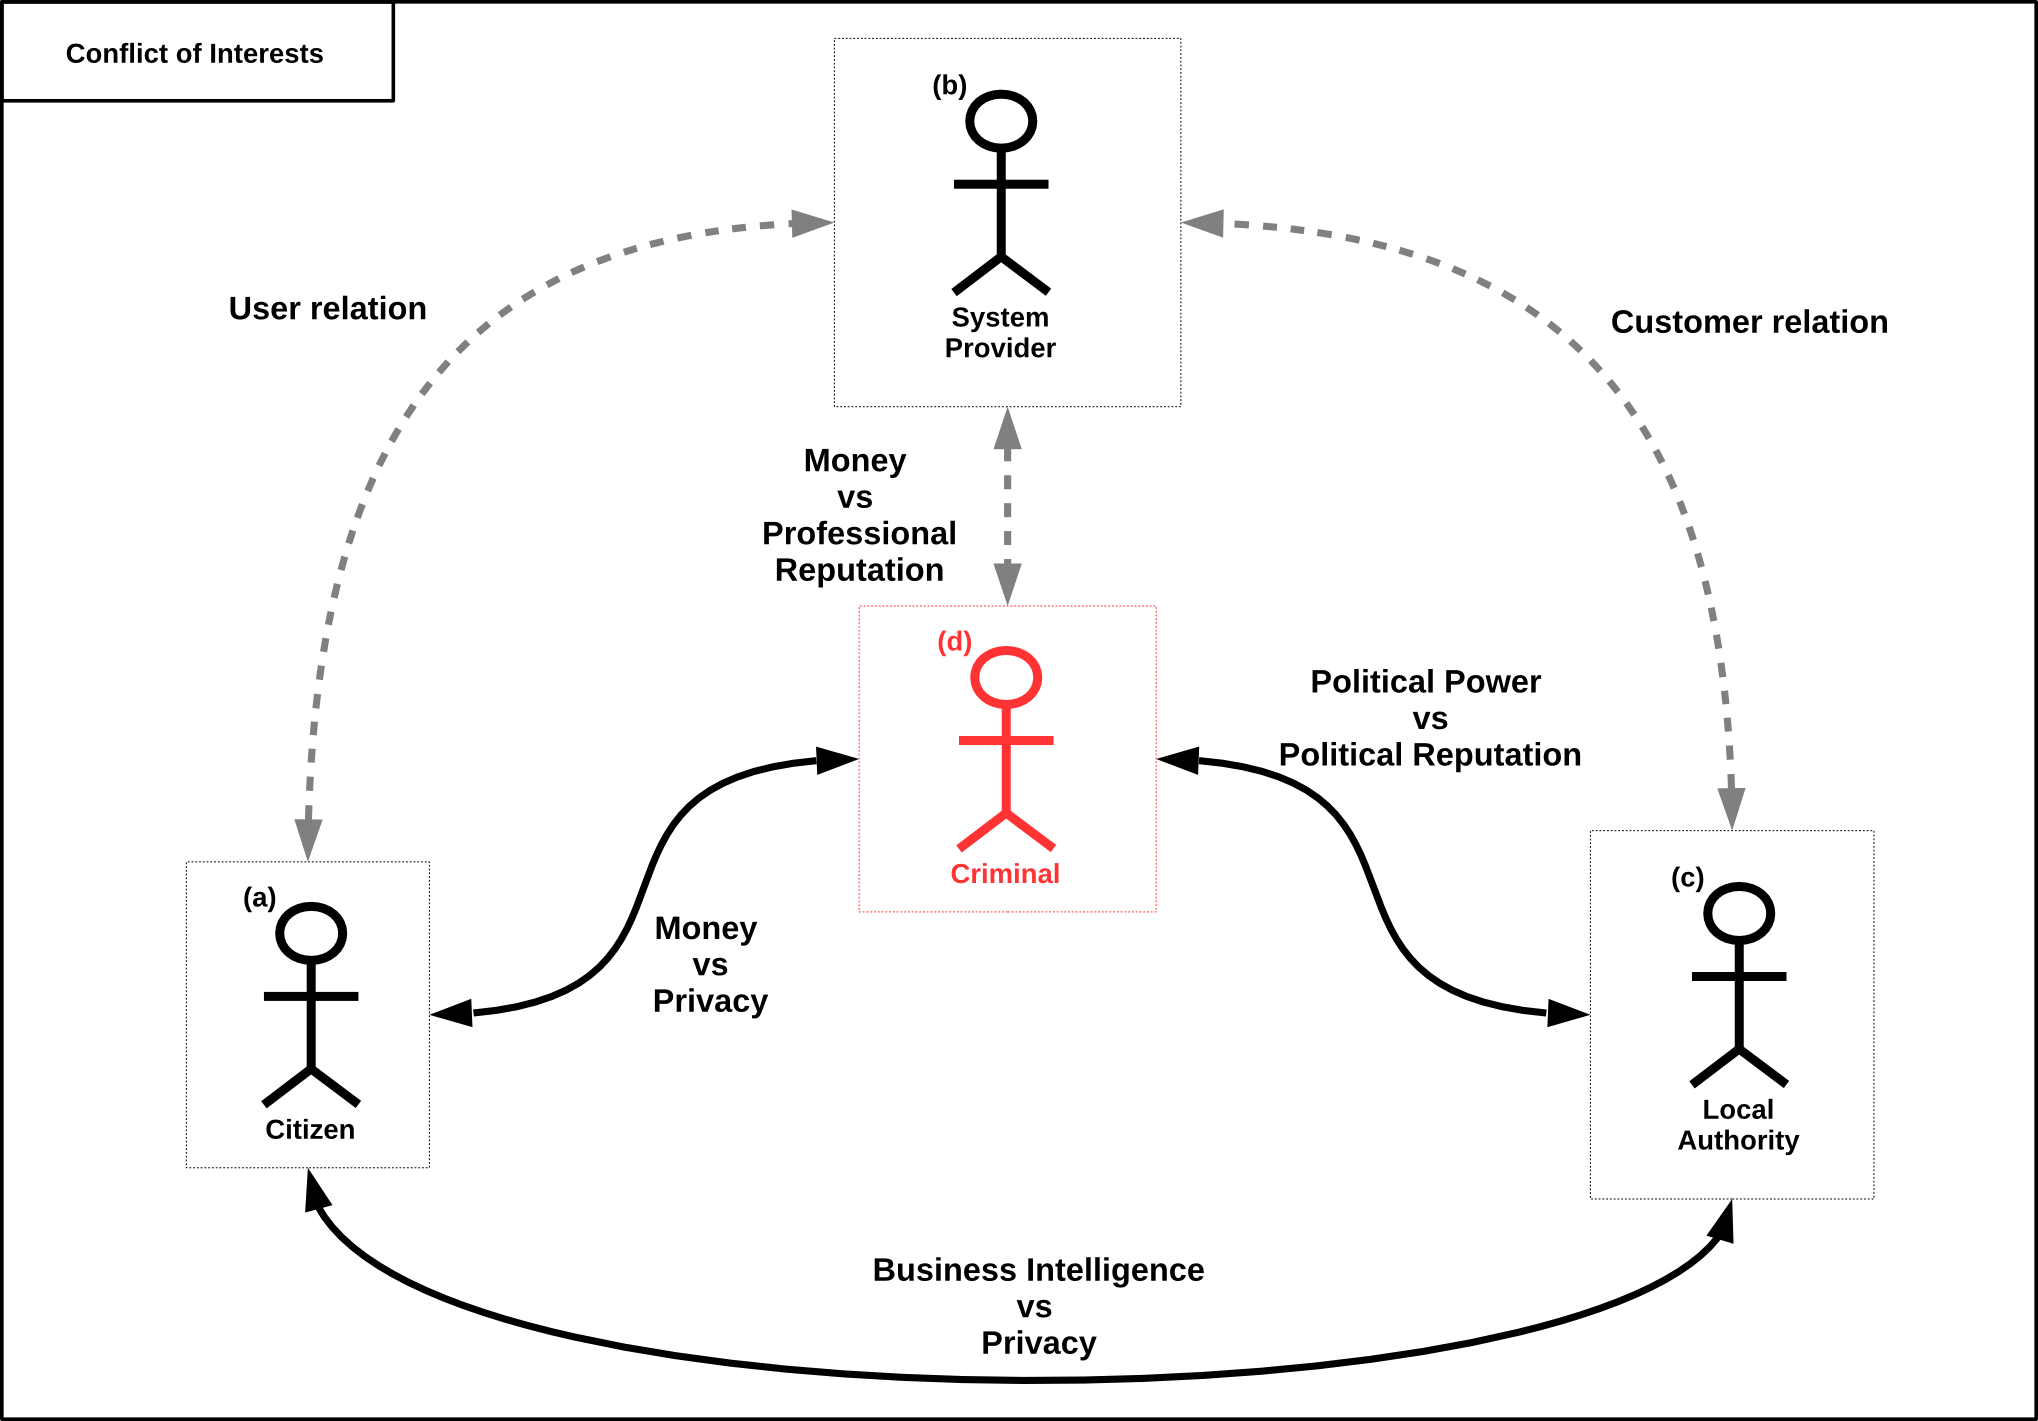 Conflict of Interests
(b)
System
Provider
User relation
Customer relation
Money
vs
Professional
Reputation
(d)
Criminal
Political Power
vs
Political Reputation
(a)
Citizen
Money
vs
Privacy
(c)
Local
Authority
Business Intelligence
vs
Privacy